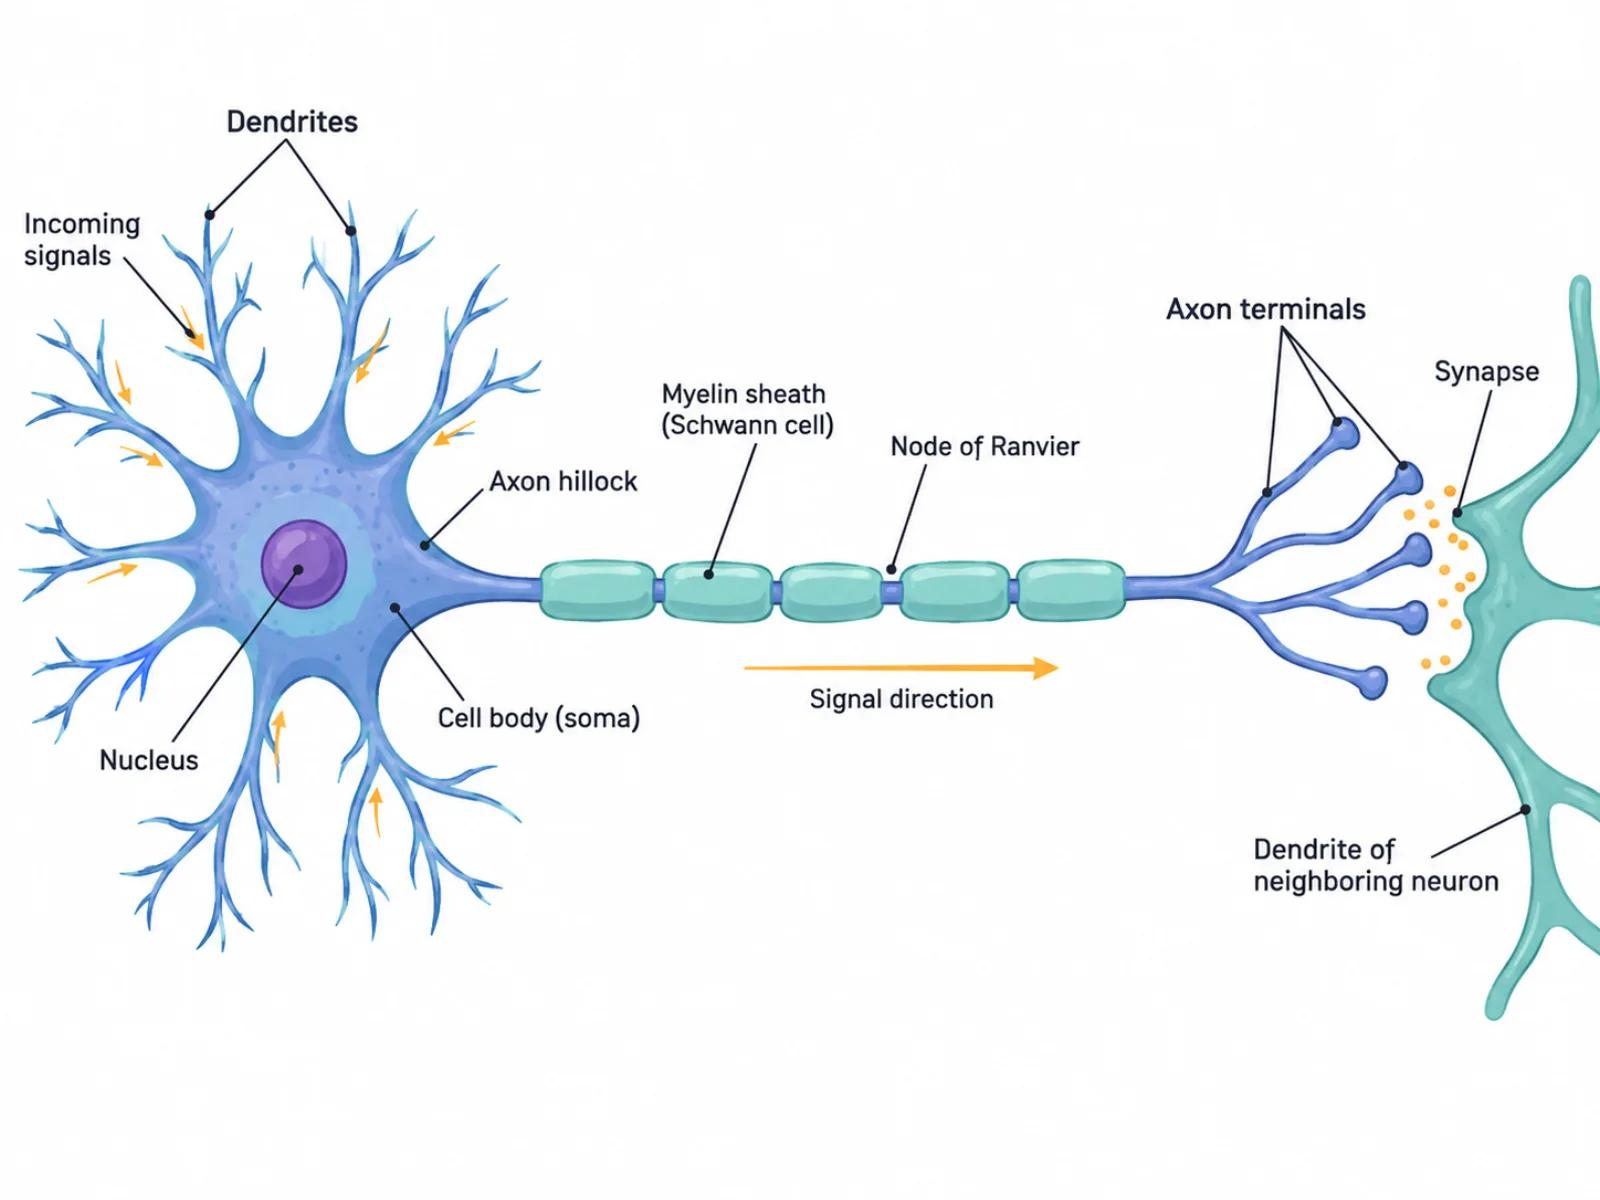 Dendrites
Incoming
signals
Axon terminals
Synapse
Myelin sheath
(Schwann cell)
Node of Ranvier
Axon hillock
Signal direction
Cell body (soma)
Nucleus
Dendrite of
neighboring neuron